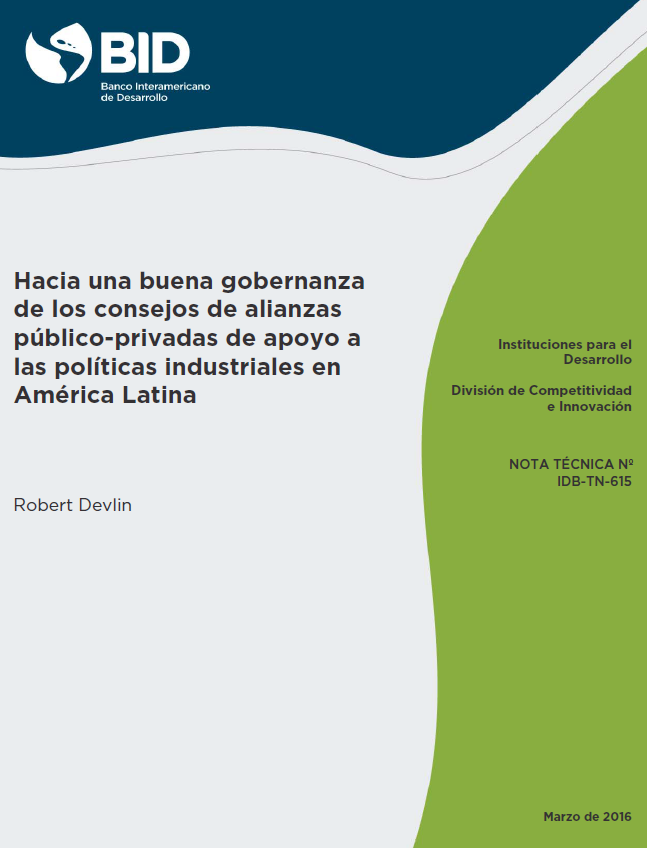 BID
Banco Interamericano
de Desarrollo
Hacia una buena gobernanza
de los consejos de alianzas
público-privadas de apoyo a
las políticas industriales en
América Latina
Robert Devlin
Instituciones para el
Desarrollo
División de Competitividad
e Innovación
NOTA TÉCNICA Nº
IDB-TN-615
Marzo de 2016